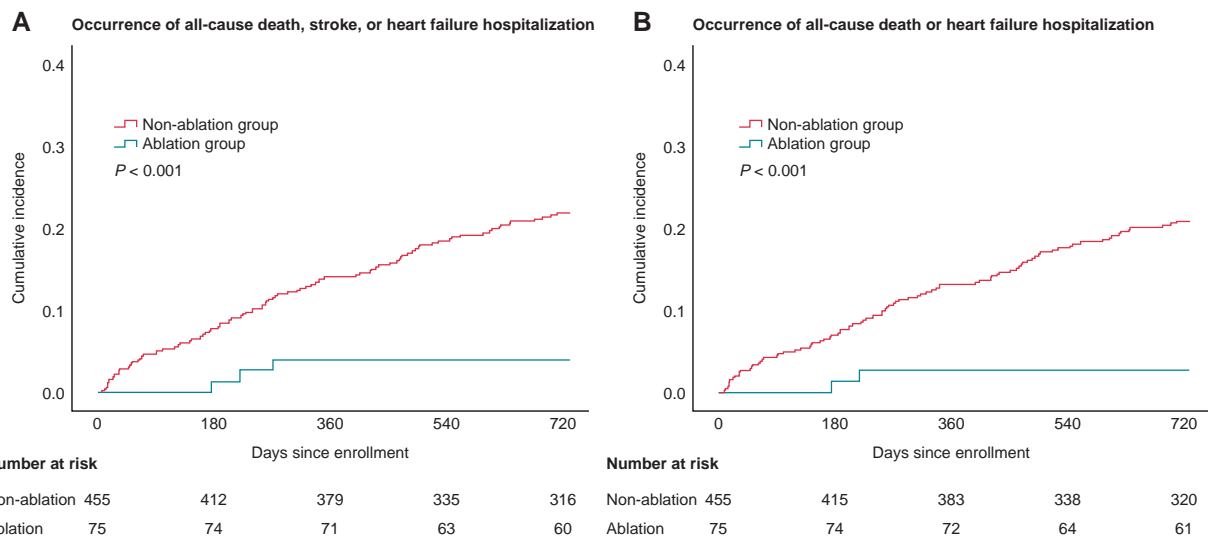 A Occurrence of all-cause death, stroke, or heart failure hospitalization
Cumulative incidence
0.4
0.3
0.2
0.1
0.0
Non-ablation group
Ablation group
P < 0.001
0 180 360 540 720
Days since enrollment
umber at risk
on-ablation 455 412 379 335 316
blation 75 74 71 63 60
B Occurrence of all-cause death or heart failure hospitalization
Cumulative incidence
0.4
0.3
0.2
0.1
0.0
Non-ablation group
Ablation group
P < 0.001
0 180 360 540 720
Days since enrollment
Number at risk
Non-ablation 455 415 383 338 320
Ablation 75 74 72 64 61